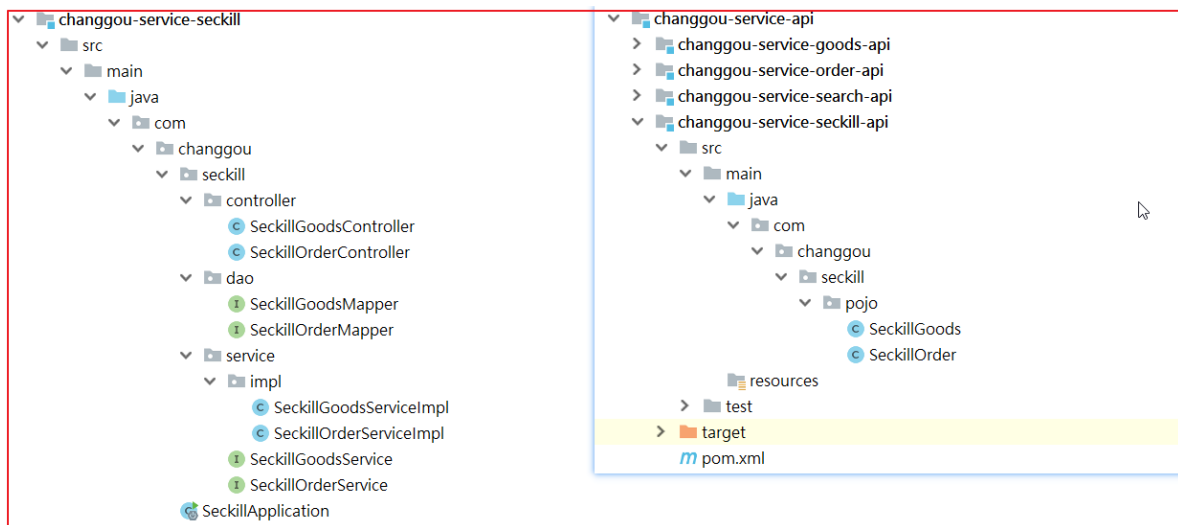 changgou-service-seckill
src
main
java
com
changgou
seckill
controller
SeckillGoodsController
SeckillOrderController
dao
SeckillGoodsMapper
SeckillOrderMapper
service
impl
SeckillGoodsServiceImpl
SeckillOrderServiceImpl
SeckillGoodsService
SeckillOrderService
SeckillApplication
changgou-service-api
changgou-service-goods-api
changgou-service-order-api
changgou-service-search-api
changgou-service-seckill-api
src
main
java
com
changgou
seckill
pojo
SeckillGoods
SeckillOrder
resources
test
target
pom.xml